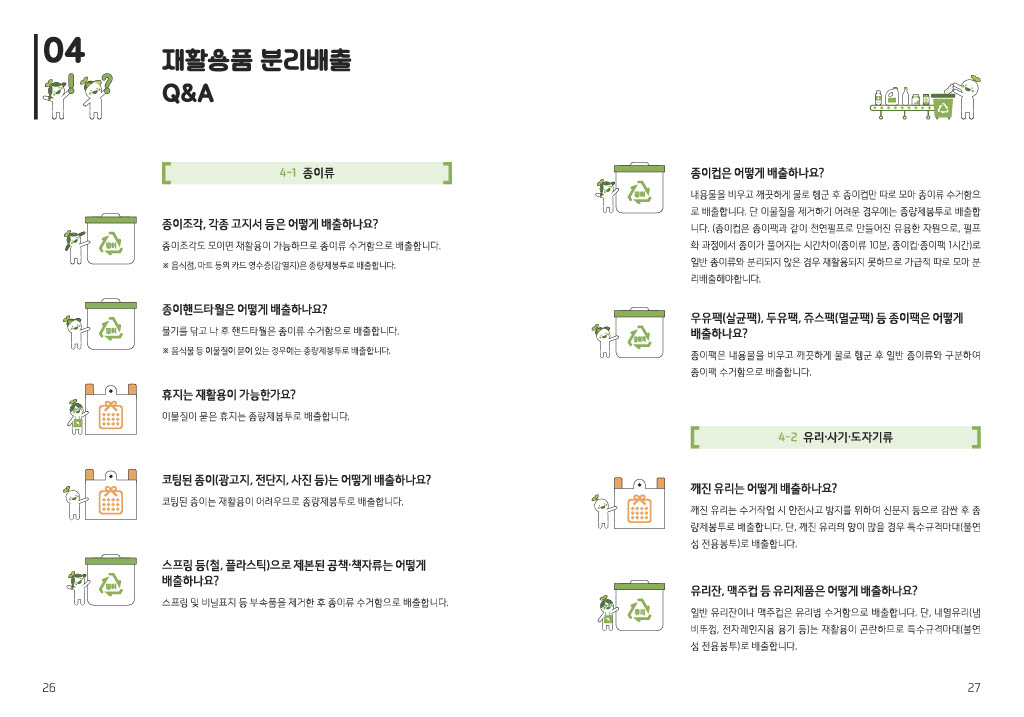 04
재활용품 분리배출
Q&A
4-1 종이류
종이조각, 각종 고지서 등은 어떻게 배출하나요?
종이조각도 모이면 재활용이 가능하므로 종이류 수거함으로 배출합니다.
※ 음식점, 마트 등의 카드 영수증(감열지)은 종량제봉투로 배출합니다.
종이핸드타월은 어떻게 배출하나요?
물기를 닦고 난 후 핸드타월은 종이류 수거함으로 배출합니다.
※ 음식물 등 이물질이 묻어 있는 경우에는 종량제봉투로 배출합니다.
휴지는 재활용이 가능한가요?
이물질이 묻은 휴지는 종량제봉투로 배출합니다.
코팅된 종이(광고지, 전단지, 사진 등)는 어떻게 배출하나요?
코팅된 종이는 재활용이 어려우므로 종량제봉투로 배출합니다.
스프링 등(철, 플라스틱)으로 제본된 공책·책자류는 어떻게
배출하나요?
스프링 및 비닐표지 등 부속품을 제거한 후 종이류 수거함으로 배출합니다.
26
종이컵은 어떻게 배출하나요?
내용물을 비우고 깨끗하게 물로 헹군 후 종이컵만 따로 모아 종이류 수거함으
로 배출합니다. 단 이물질을 제거하기 어려운 경우에는 종량제봉투로 배출합
니다. (종이컵은 종이팩과 같이 천연펄프로 만들어진 유용한 자원으로, 펄프
화 과정에서 종이가 풀어지는 시간차이(종이류 10분, 종이컵·종이팩 1시간)로
일반 종이류와 분리되지 않은 경우 재활용되지 못하므로 가급적 따로 모아 분
리배출해야합니다.
우유팩(살균팩), 두유팩, 쥬스팩(멸균팩) 등 종이팩은 어떻게
배출하나요?
종이팩은 내용물을 비우고 깨끗하게 물로 헹군 후 일반 종이류와 구분하여
종이팩 수거함으로 배출합니다.
4-2 유리·사기·도자기류
깨진 유리는 어떻게 배출하나요?
깨진 유리는 수거작업 시 안전사고 방지를 위하여 신문지 등으로 감싼 후 종
량제봉투로 배출합니다. 단, 깨진 유리의 양이 많을 경우 특수규격마대(불연
성 전용봉투)로 배출합니다.
유리잔, 맥주컵 등 유리제품은 어떻게 배출하나요?
일반 유리잔이나 맥주컵은 유리병 수거함으로 배출합니다. 단, 내열유리(냄
비뚜껑, 전자레인지용 용기 등)는 재활용이 곤란하므로 특수규격마대(불연
성 전용봉투)로 배출합니다.
27